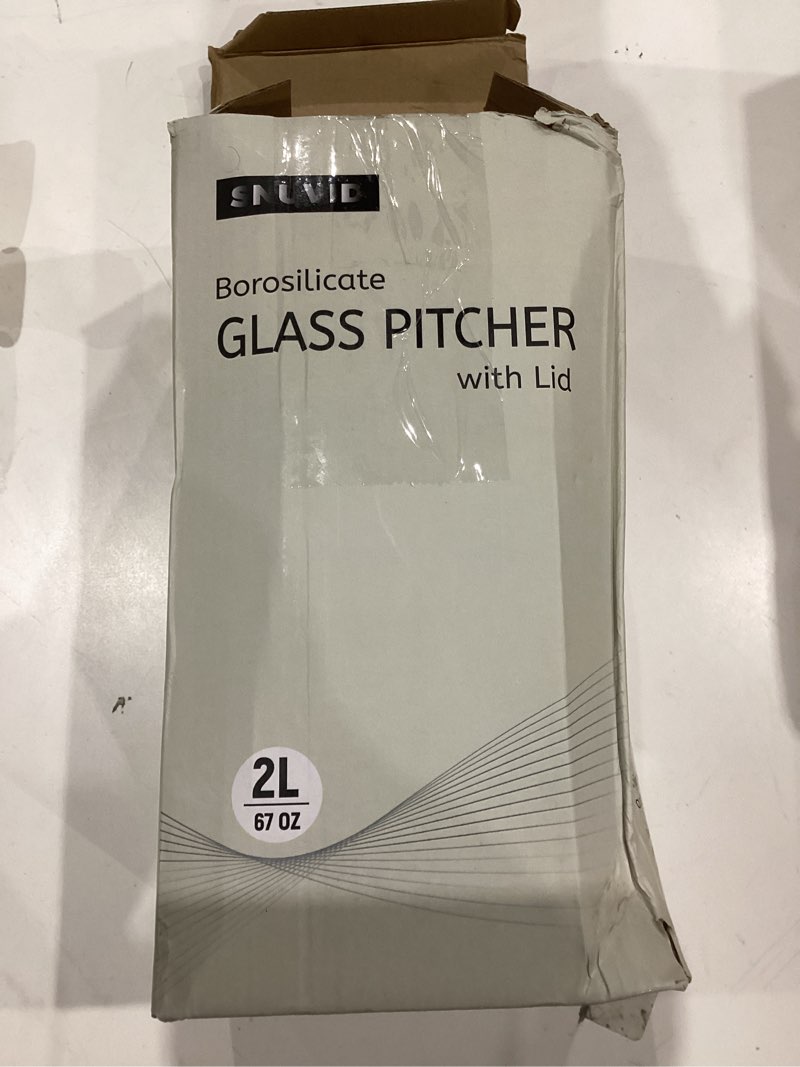 SNUVID
Borosilicate
GLASS PITCHER
with Lid
2L
67 OZ